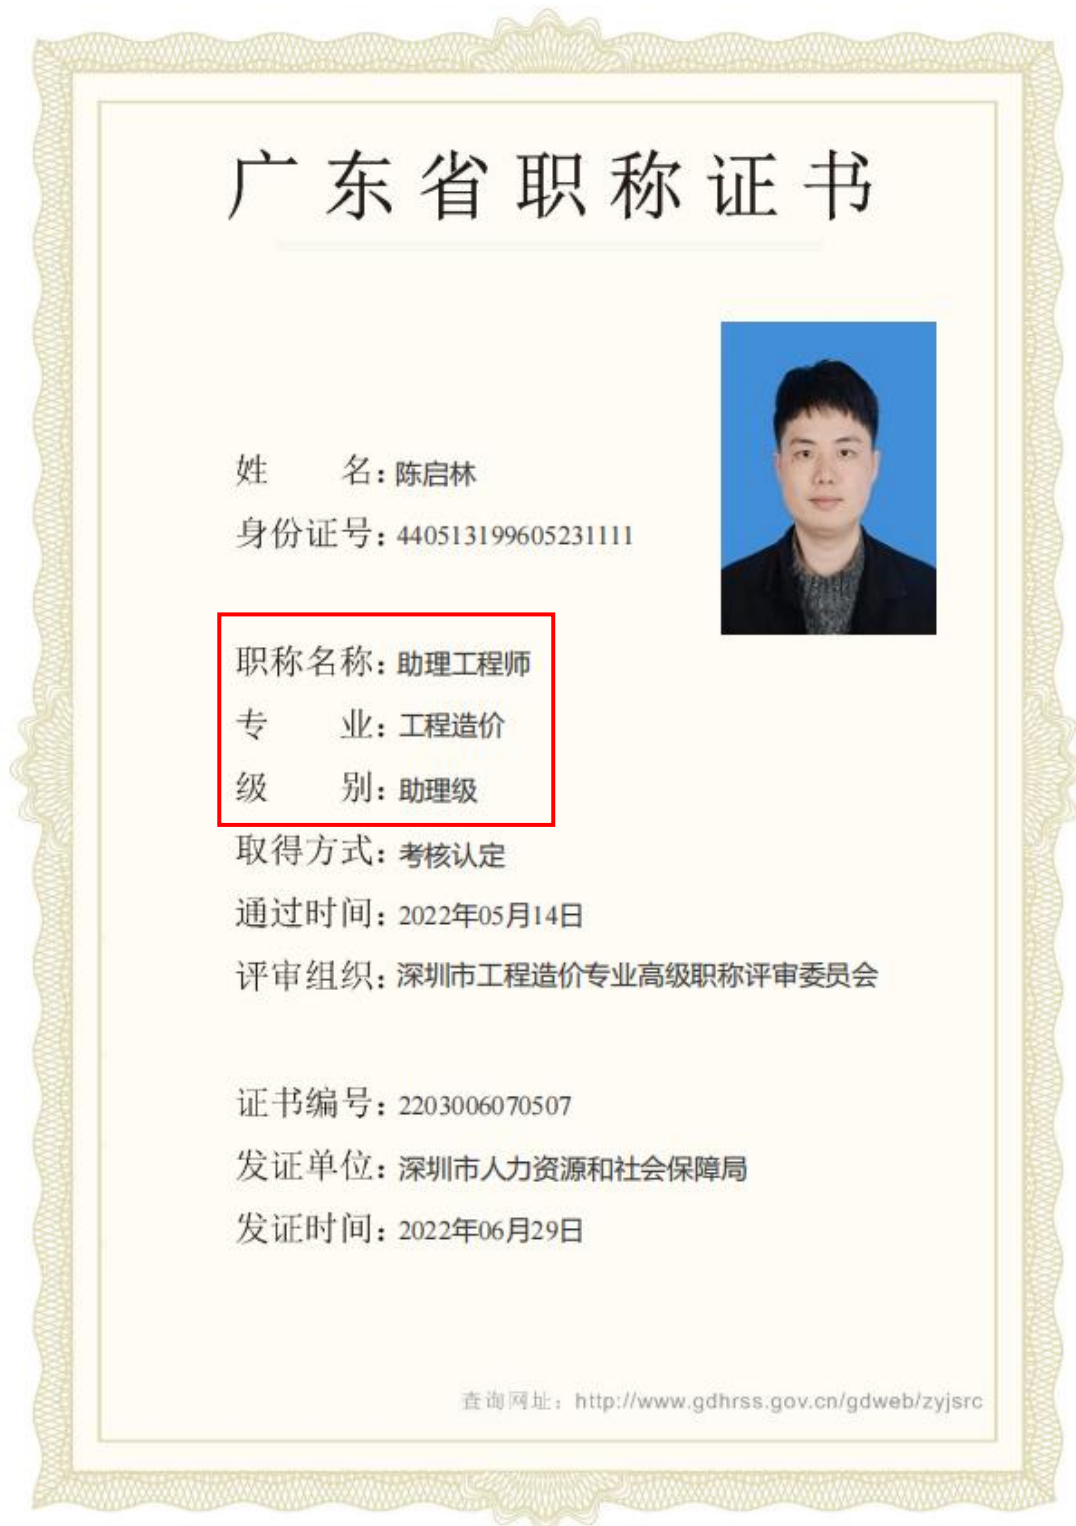 广东省职称证书
姓 名：陈启林
身份证号：440513199605231111
职称名称：助理工程师
专 业：工程造价
级 别：助理级
取得方式：考核认定
通过时间：2022年05月14日
评审组织：深圳市工程造价专业高级职称评审委员会
证书编号：2203006070507
发证单位：深圳市人力资源和社会保障局
发证时间：2022年06月29日
查询网址：http://www.gdhrss.gov.cn/gdweb/zyjsrc